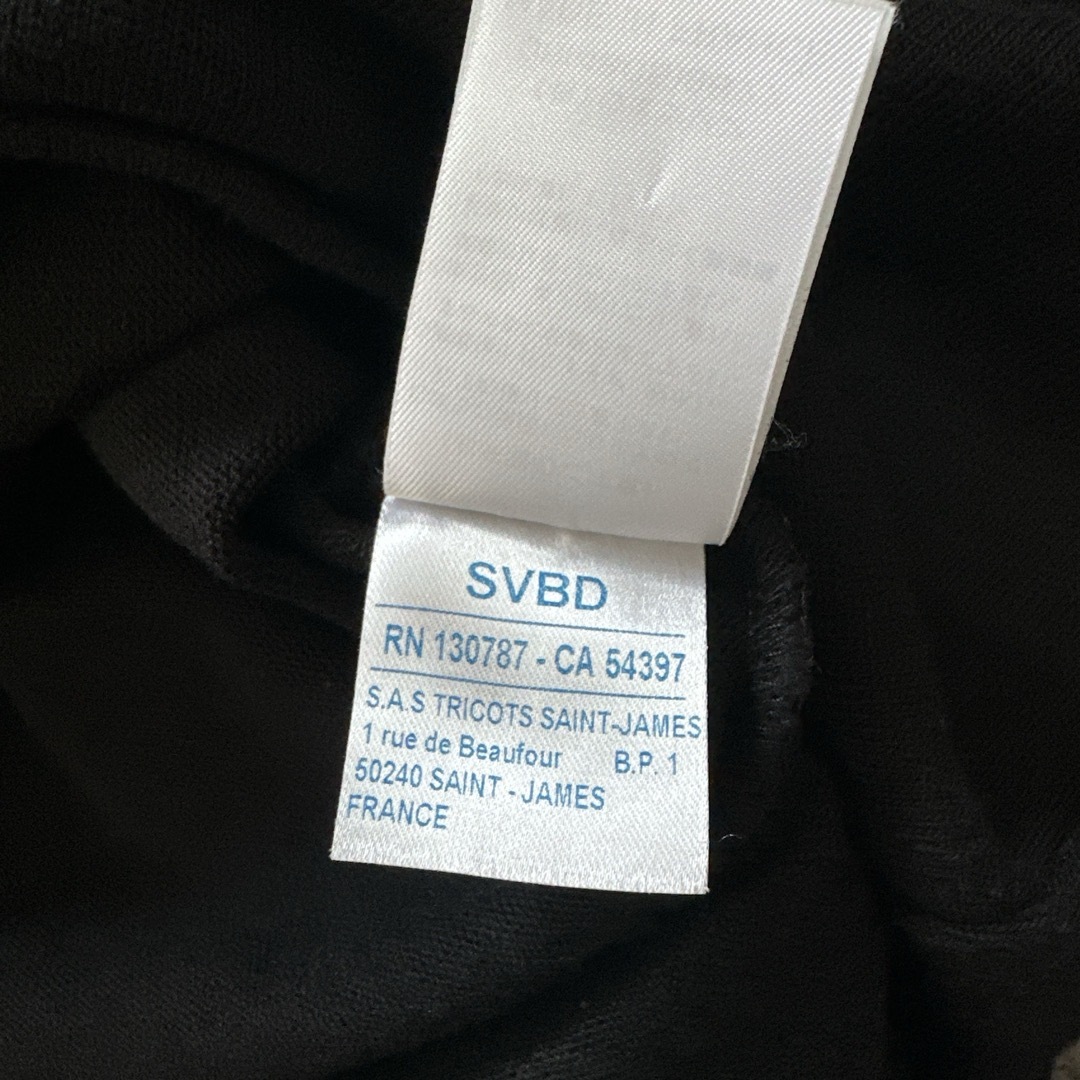 SVBD
RN 130787 - CA 54397
S.A.S TRICOTS SAINT-JAMES
1 rue de Beaufour B.P. 1
50240 SAINT - JAMES
FRANCE